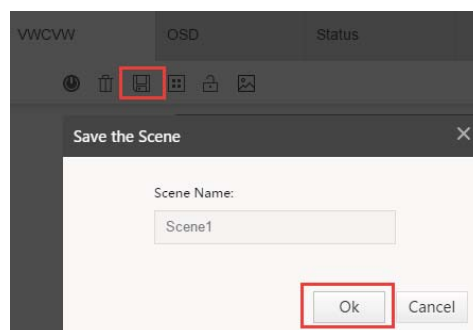 VWCVW OSD Status
Save the Scene
Scene Name:
Scene1
Ok Cancel